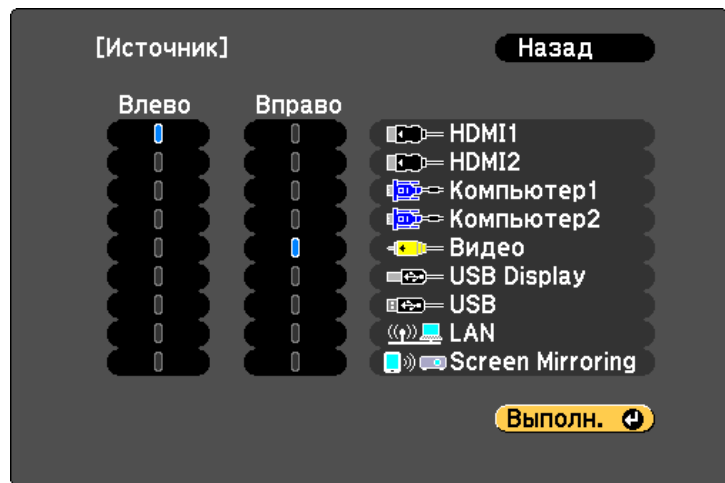 [Источник] Назад
Влево Вправо
HDMI1
HDMI2
Компьютер1
Компьютер2
Видео
USB Display
USB
LAN
Screen Mirroring
Выполн.